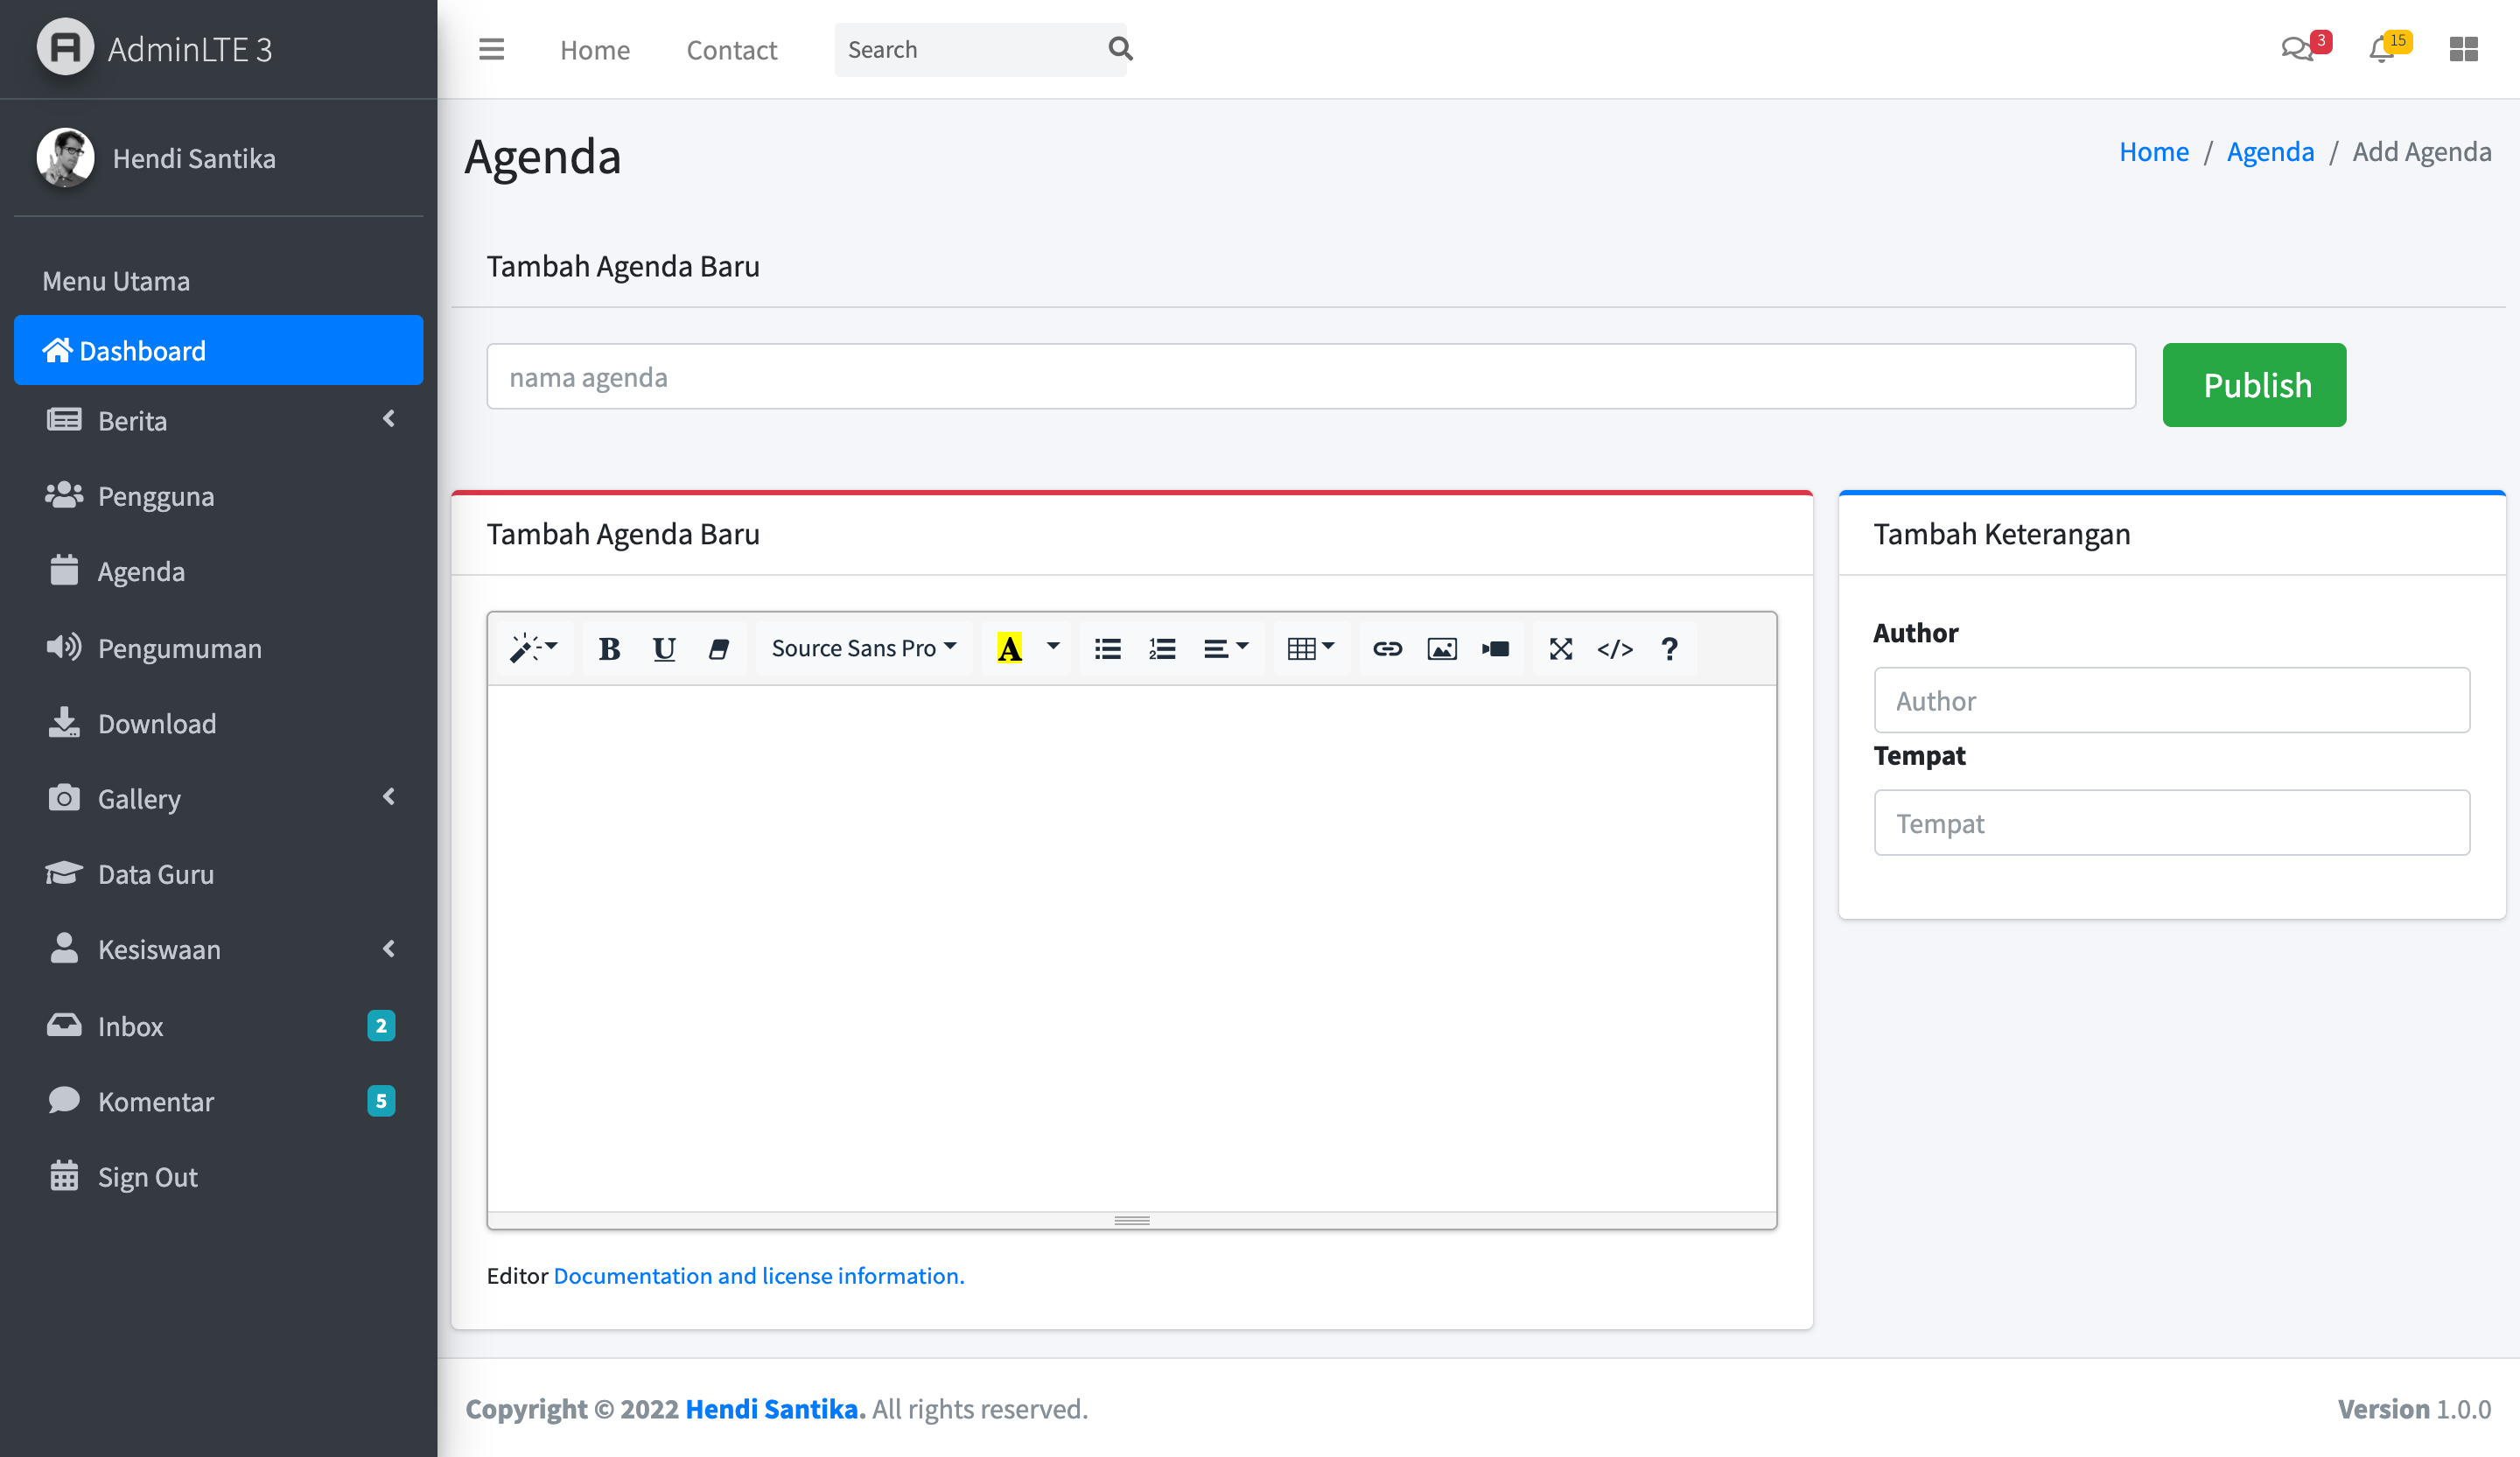 AdminLTE 3
Home
Contact
Search
3
15
Hendi Santika
Agenda
Home / Agenda / Add Agenda
Menu Utama
Dashboard
Berita
Pengguna
Agenda
Pengumuman
Download
Gallery
Data Guru
Kesiswaan
Inbox 2
Komentar 5
Sign Out
Tambah Agenda Baru
nama agenda
Publish
Tambah Agenda Baru
B U Source Sans Pro A </> ?
Editor Documentation and license information.
Tambah Keterangan
Author
Author
Tempat
Tempat
Copyright © 2022 Hendi Santika. All rights reserved.
Version 1.0.0